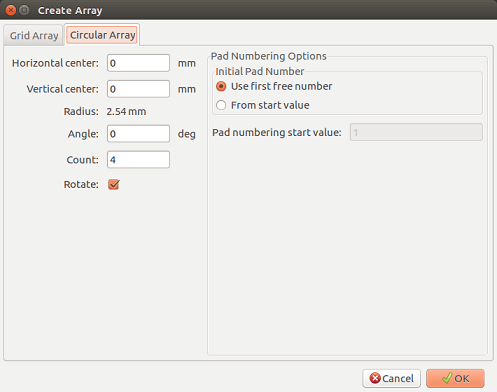 Create Array
Grid Array
Circular Array
Horizontal center: 0 mm
Vertical center: 0 mm
Radius: 2.54 mm
Angle: 0 deg
Count: 4
Rotate:
Pad Numbering Options
Initial Pad Number
Use first free number
From start value
Pad numbering start value: 1
Cancel
OK